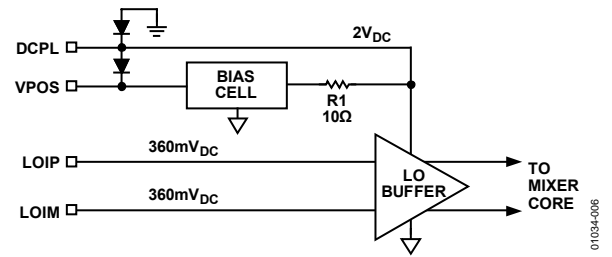 DCPL
2VDC
VPOS
BIAS
CELL
R1
10Ω
LOIP
360mVDC
LO
BUFFER
TO
MIXER
CORE
LOIM
360mVDC
01034-006